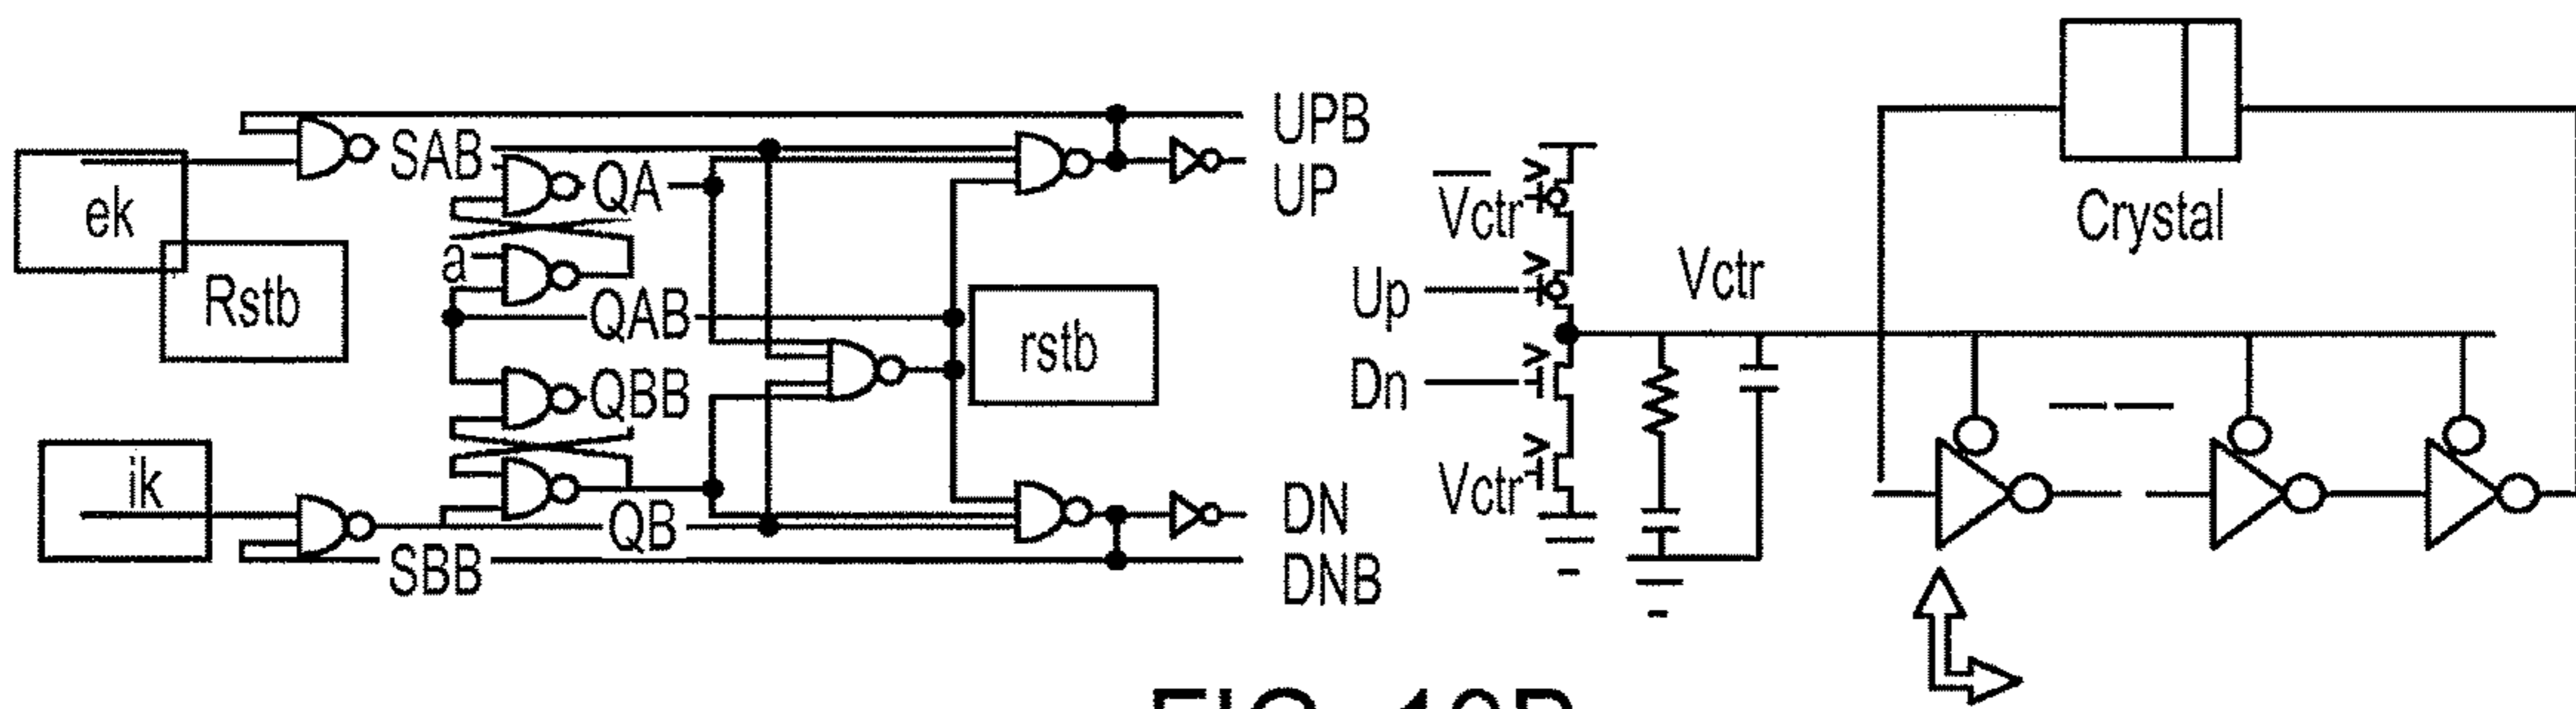 ek
Rstb
ik
SAB
QA
a
QAB
QBB
QB
SBB
rstb
UPB
UP
DN
DNB
Vctr
Up
Dn
Vctr
Vctr
Crystal